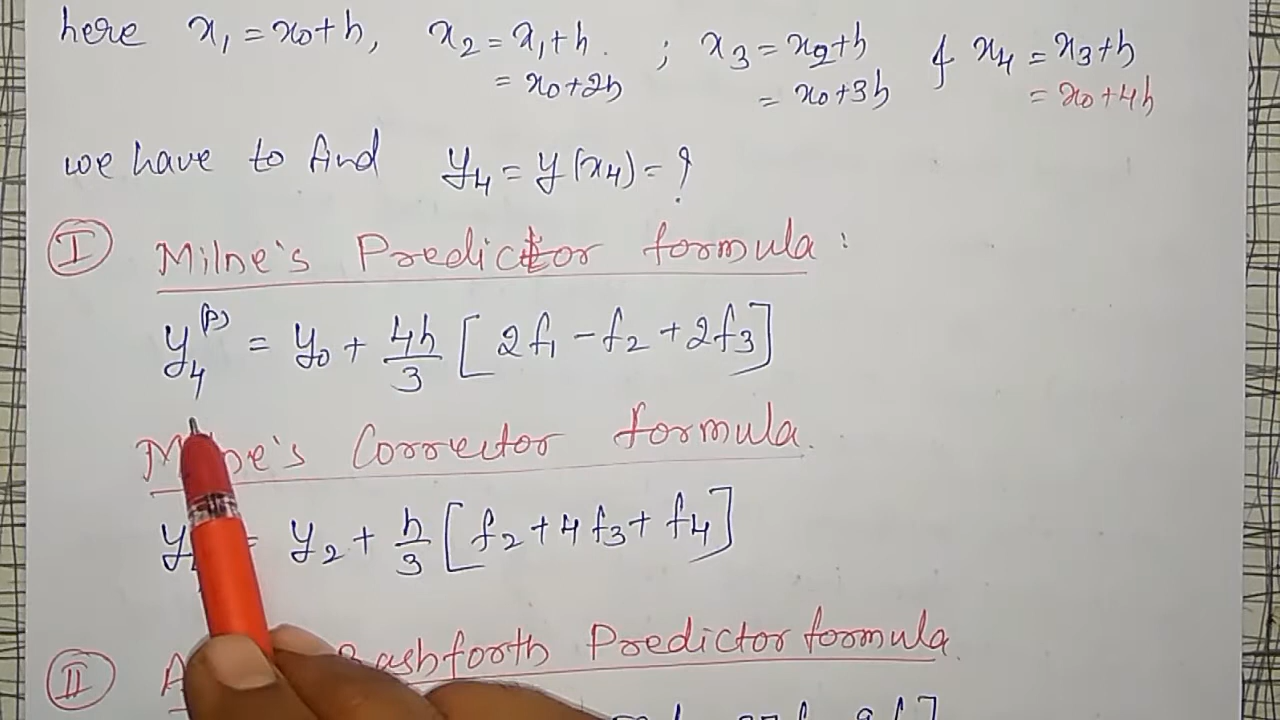 here x₁ = x₀+h, x₂ = x₁+h. ; x₃ = x₂+h & x₄ = x₃+h
= x₀+2h = x₀+3h = x₀+4h
we have to find y₄ = y(x₄) = ?
I Milne's Predictor formula :
y₄⁽ᵖ⁾ = y₀ + 4h/3 [2f₁ - f₂ + 2f₃]
Milne's Corrector formula.
y = y₂ + h/3 [f₂ + 4f₃ + f₄]
II Bashforth Predictor formula